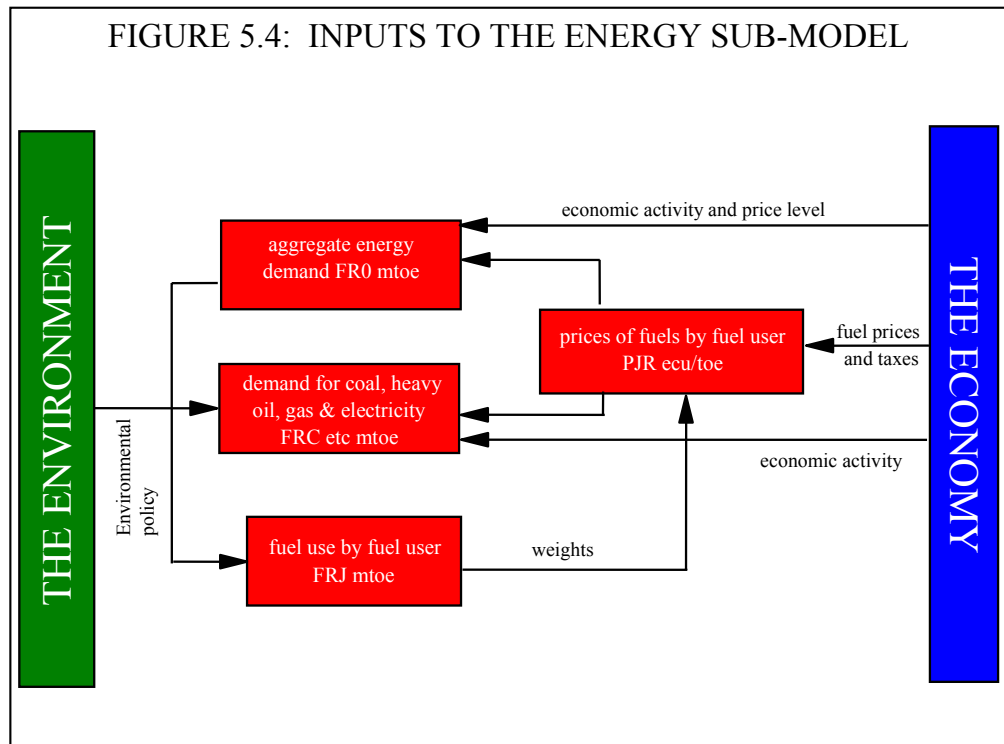 FIGURE 5.4: INPUTS TO THE ENERGY SUB-MODEL
THE ENVIRONMENT
economic activity and price level
aggregate energy
demand FR0 mtoe
THE ECONOMY
prices of fuels by fuel user
PJR ecu/toe
fuel prices
and taxes
demand for coal, heavy
oil, gas & electricity
FRC etc mtoe
economic activity
Environmental
policy
fuel use by fuel user
FRJ mtoe
weights